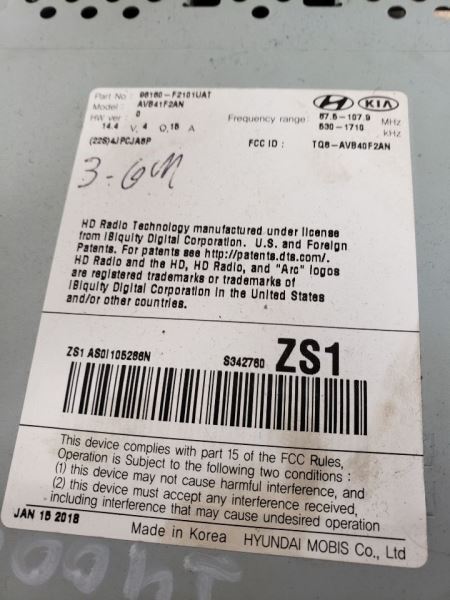 Part No : 96160-F2101UAT
Model : AVB41F2AN
HW ver : 0
14.4 V, 4 Ω, 15 A
(22S)4JPCJA8P
HYUNDAI KIA
Frequency range: 87.5-107.9 MHz
530-1710 kHz
FCC ID : TQ8-AVB40F2AN
HD Radio Technology manufactured under license
from iBiquity Digital Corporation. U.S. and Foreign
Patents. For patents see http://patents.dts.com/.
HD Radio and the HD, HD Radio, and "Arc" logos
are registered trademarks or trademarks of
iBiquity Digital Corporation in the United States
and/or other countries.
ZS1 AS0I105286N
S342760 ZS1
This device complies with part 15 of the FCC Rules,
Operation is Subject to the following two conditions :
(1) this device may not cause harmful interference, and
(2) this device must accept any interference received,
including interference that may cause undesired operation
JAN 15 2018
Made in Korea HYUNDAI MOBIS Co., Ltd